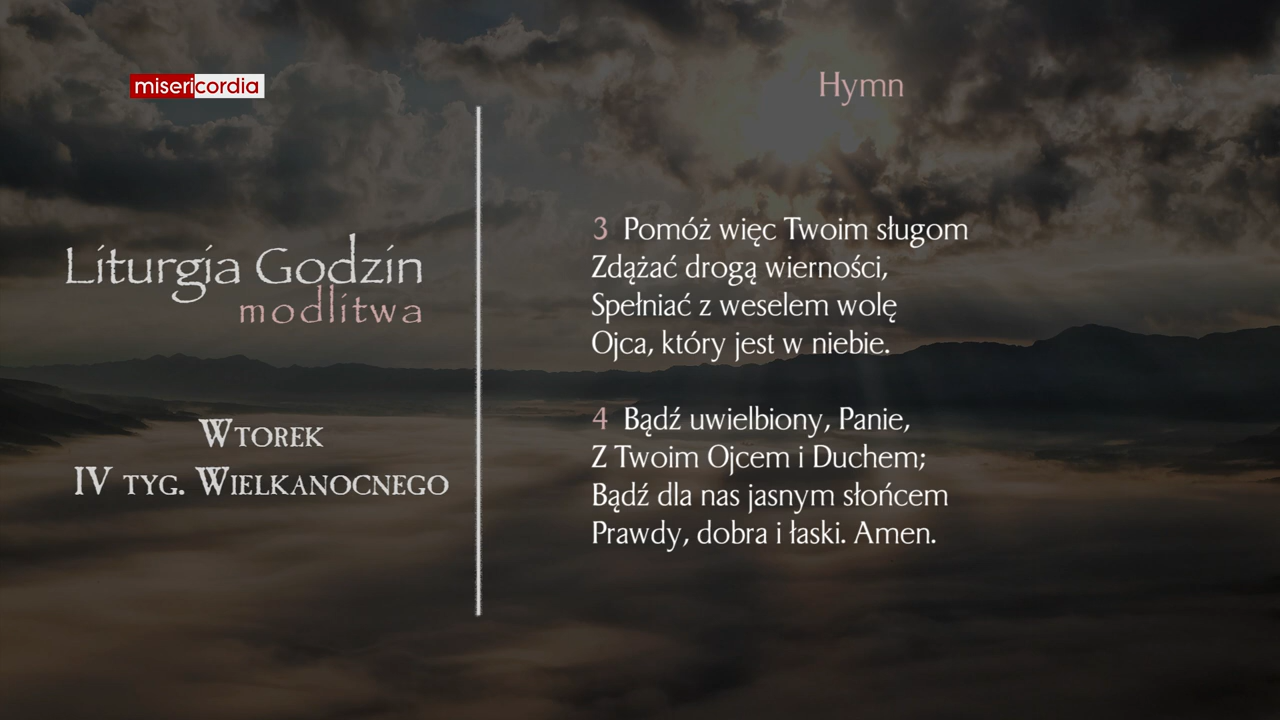 misericordia
Liturgia Godzin
modlitwa
Wtorek
IV tyg. Wielkanocnego
Hymn
3 Pomóż więc Twoim sługom
Zdążać drogą wierności,
Spełniać z weselem wolę
Ojca, który jest w niebie.
4 Bądź uwielbiony, Panie,
Z Twoim Ojcem i Duchem;
Bądź dla nas jasnym słońcem
Prawdy, dobra i łaski. Amen.